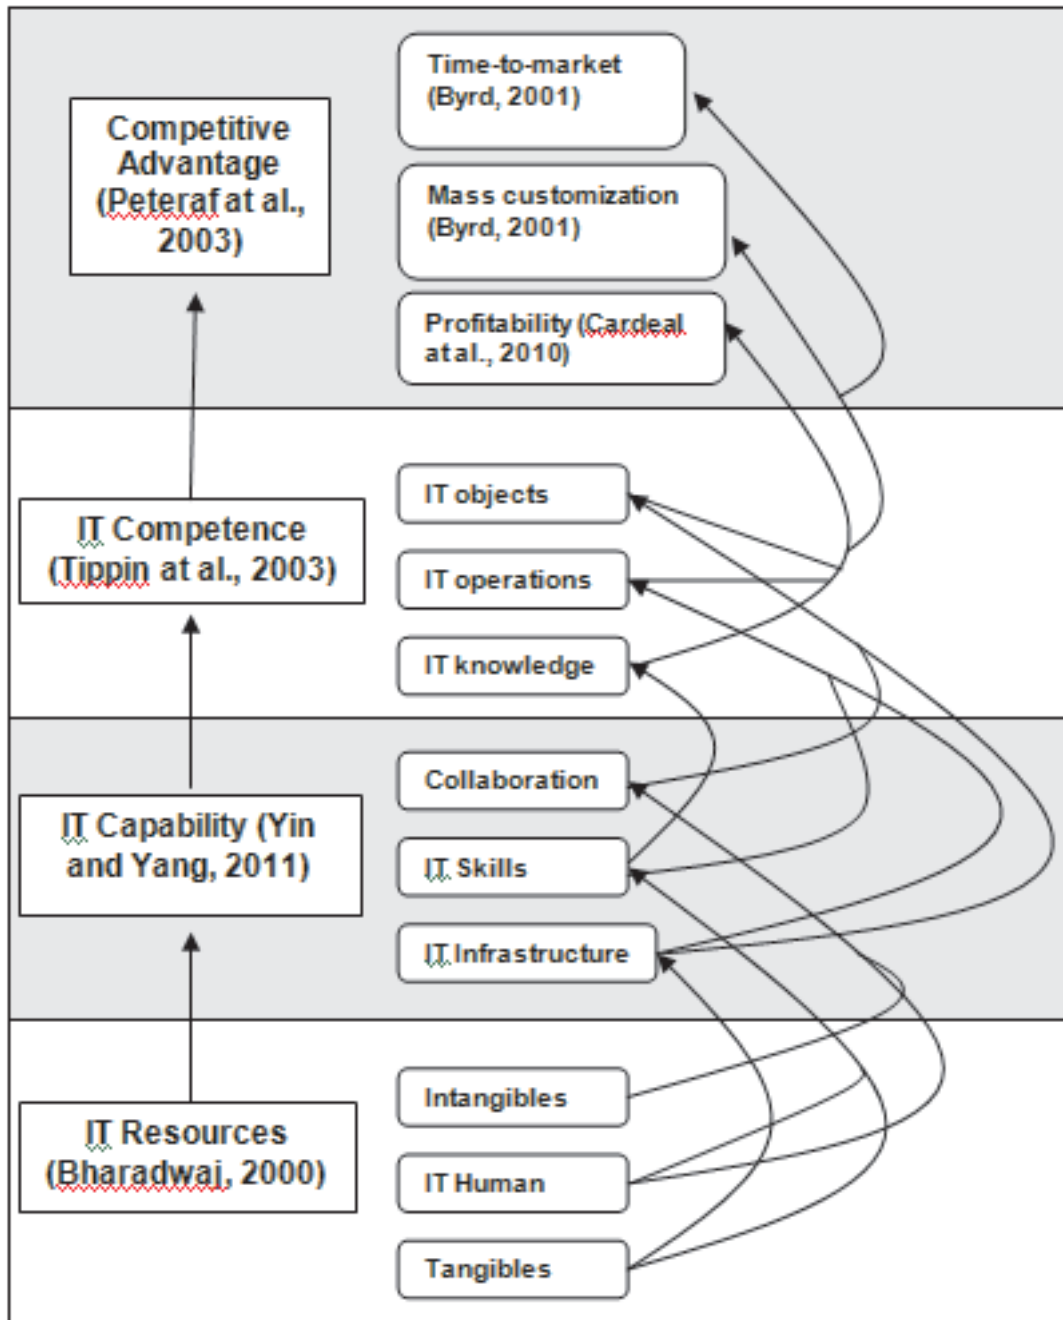 Time-to-market
(Byrd, 2001)
Competitive
Advantage
(Peteraf at al.,
2003)
Mass customization
(Byrd, 2001)
Profitability (Cardeal
at al., 2010)
IT objects
IT Competence
(Tippin at al., 2003)
IT operations
IT knowledge
Collaboration
IT Capability (Yin
and Yang, 2011)
IT Skills
IT Infrastructure
Intangibles
IT Resources
(Bharadwaj, 2000)
IT Human
Tangibles